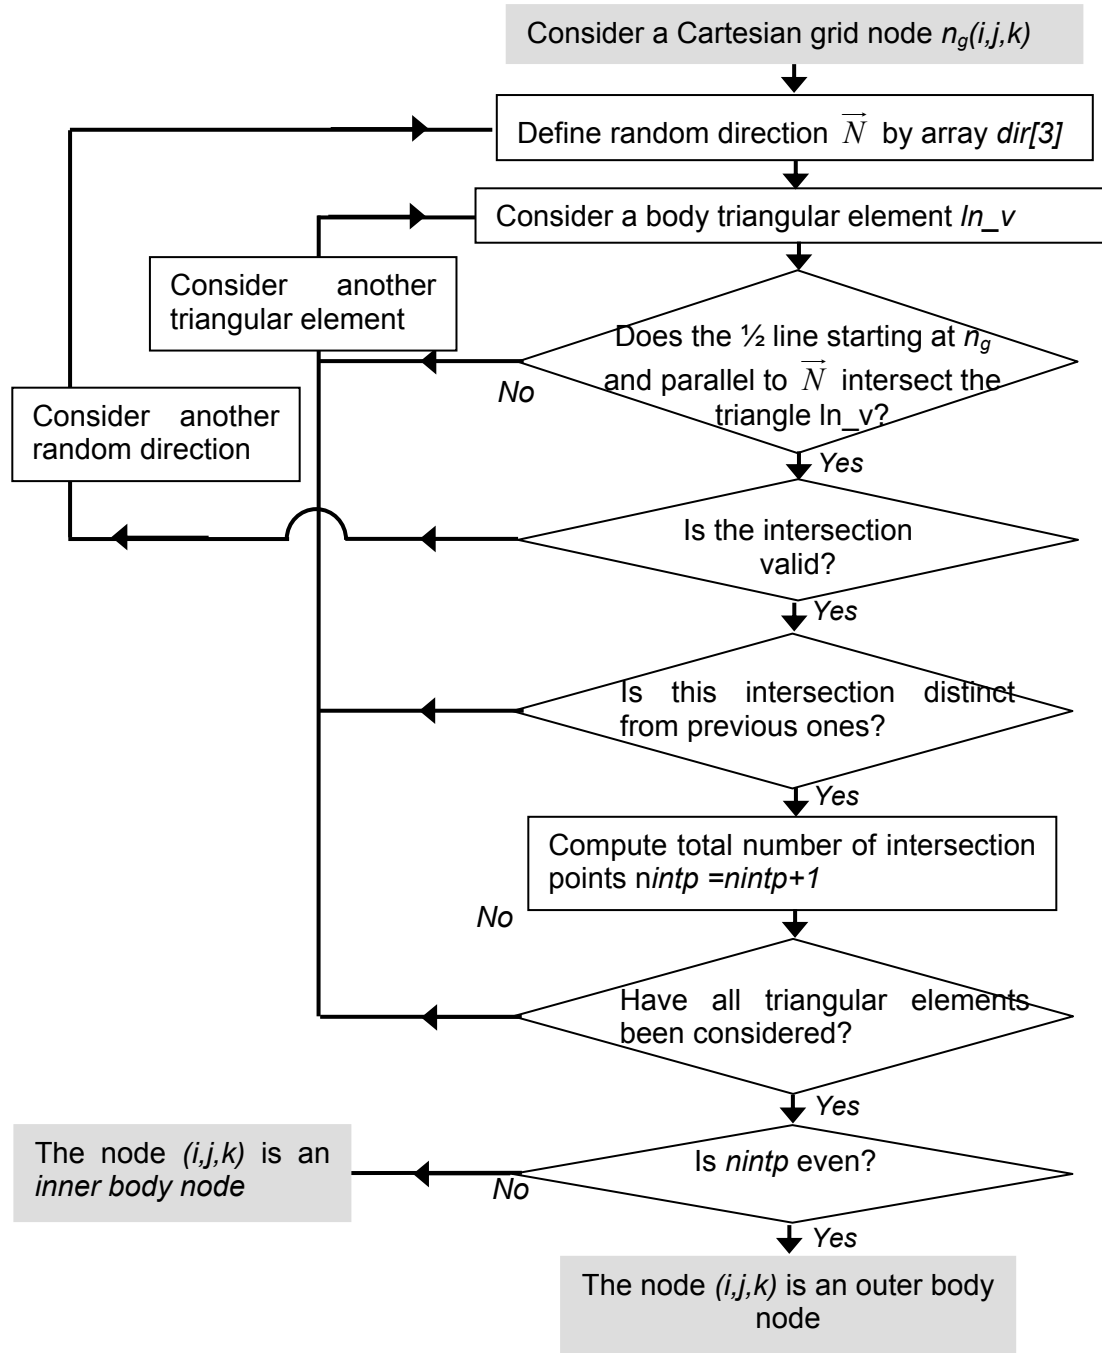 Consider a Cartesian grid node n_g(i,j,k)
Define random direction N⃗ by array dir[3]
Consider a body triangular element ln_v
Consider another
triangular element
Does the ½ line starting at n_g
and parallel to N⃗ intersect the
triangle ln_v?
No
Consider another
random direction
Yes
Is the intersection
valid?
Yes
Is this intersection distinct
from previous ones?
Yes
Compute total number of intersection
points nintp =nintp+1
No
Have all triangular elements
been considered?
Yes
Is nintp even?
The node (i,j,k) is an
inner body node
No
Yes
The node (i,j,k) is an outer body
node